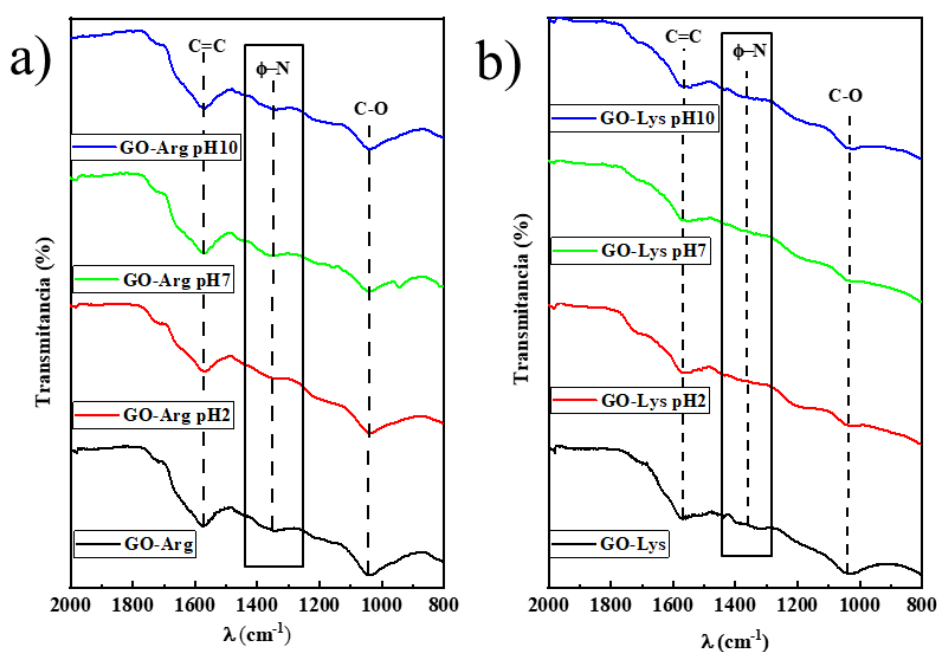 a)
C=C
ϕ–N
C-O
GO-Arg pH10
GO-Arg pH7
GO-Arg pH2
GO-Arg
Transmitancia (%)
2000 1600 1200 1000 800
λ (cm⁻¹)
b)
C=C
ϕ–N
C-O
GO-Lys pH10
GO-Lys pH7
GO-Lys pH2
GO-Lys
Transmitancia (%)
2000 1800 1600 1400 1200 1000 800
λ (cm⁻¹)